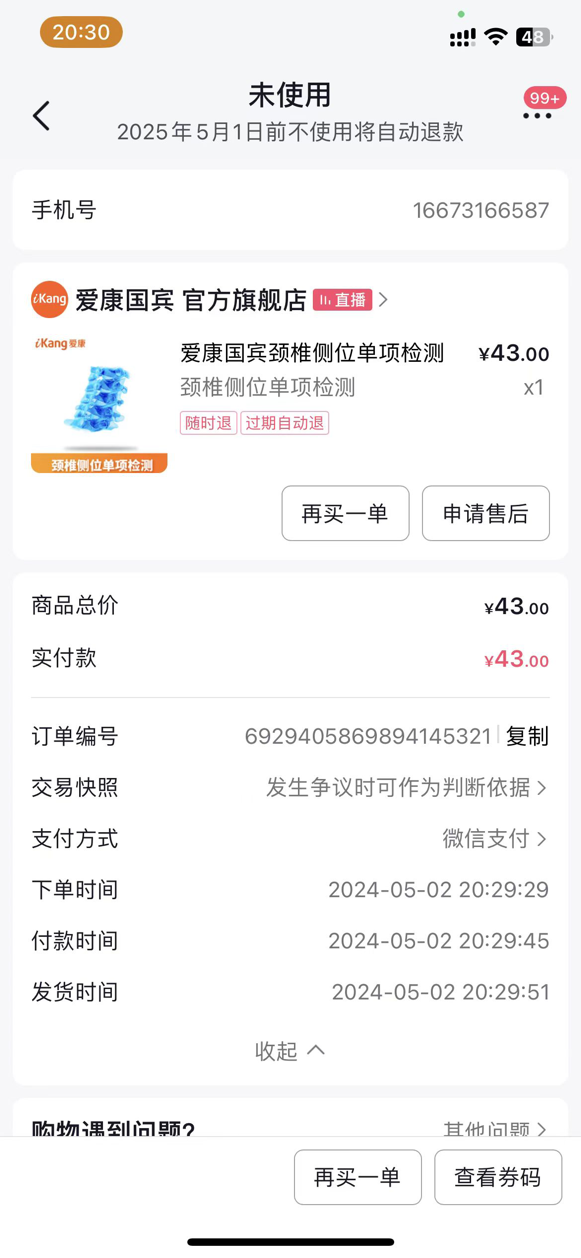 20:30
48
未使用
99+
2025年5月1日前不使用将自动退款
手机号 16673166587
iKang 爱康国宾 官方旗舰店 直播
iKang 爱康
颈椎侧位单项检测
爱康国宾颈椎侧位单项检测 ¥43.00
颈椎侧位单项检测 x1
随时退 过期自动退
再买一单 申请售后
商品总价 ¥43.00
实付款 ¥43.00
订单编号 6929405869894145321 复制
交易快照 发生争议时可作为判断依据
支付方式 微信支付
下单时间 2024-05-02 20:29:29
付款时间 2024-05-02 20:29:45
发货时间 2024-05-02 20:29:51
收起
购物遇到问题? 其他问题
再买一单 查看券码